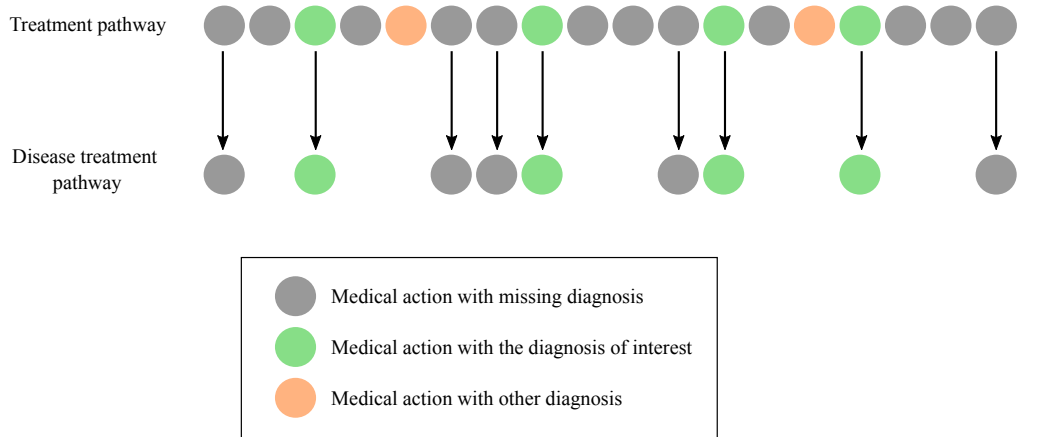 Treatment pathway
Disease treatment
pathway
Medical action with missing diagnosis
Medical action with the diagnosis of interest
Medical action with other diagnosis